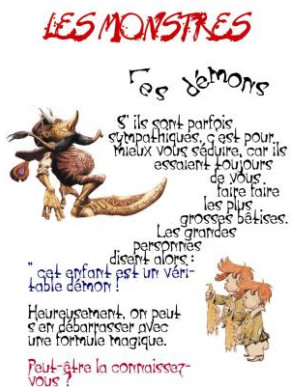 LES MONSTRES
Les démons
S'ils sont parfois
sympathiques, c'est pour
mieux vous séduire, car ils
essaient toujours
de vous
faire faire
les plus
grosses bêtises.
Les grandes
personnes
disent alors :
" cet enfant est un véri-
table démon !
Heureusement, on peut
s'en débarrasser avec
une formule magique.
Peut-être la connaissez-
vous ?